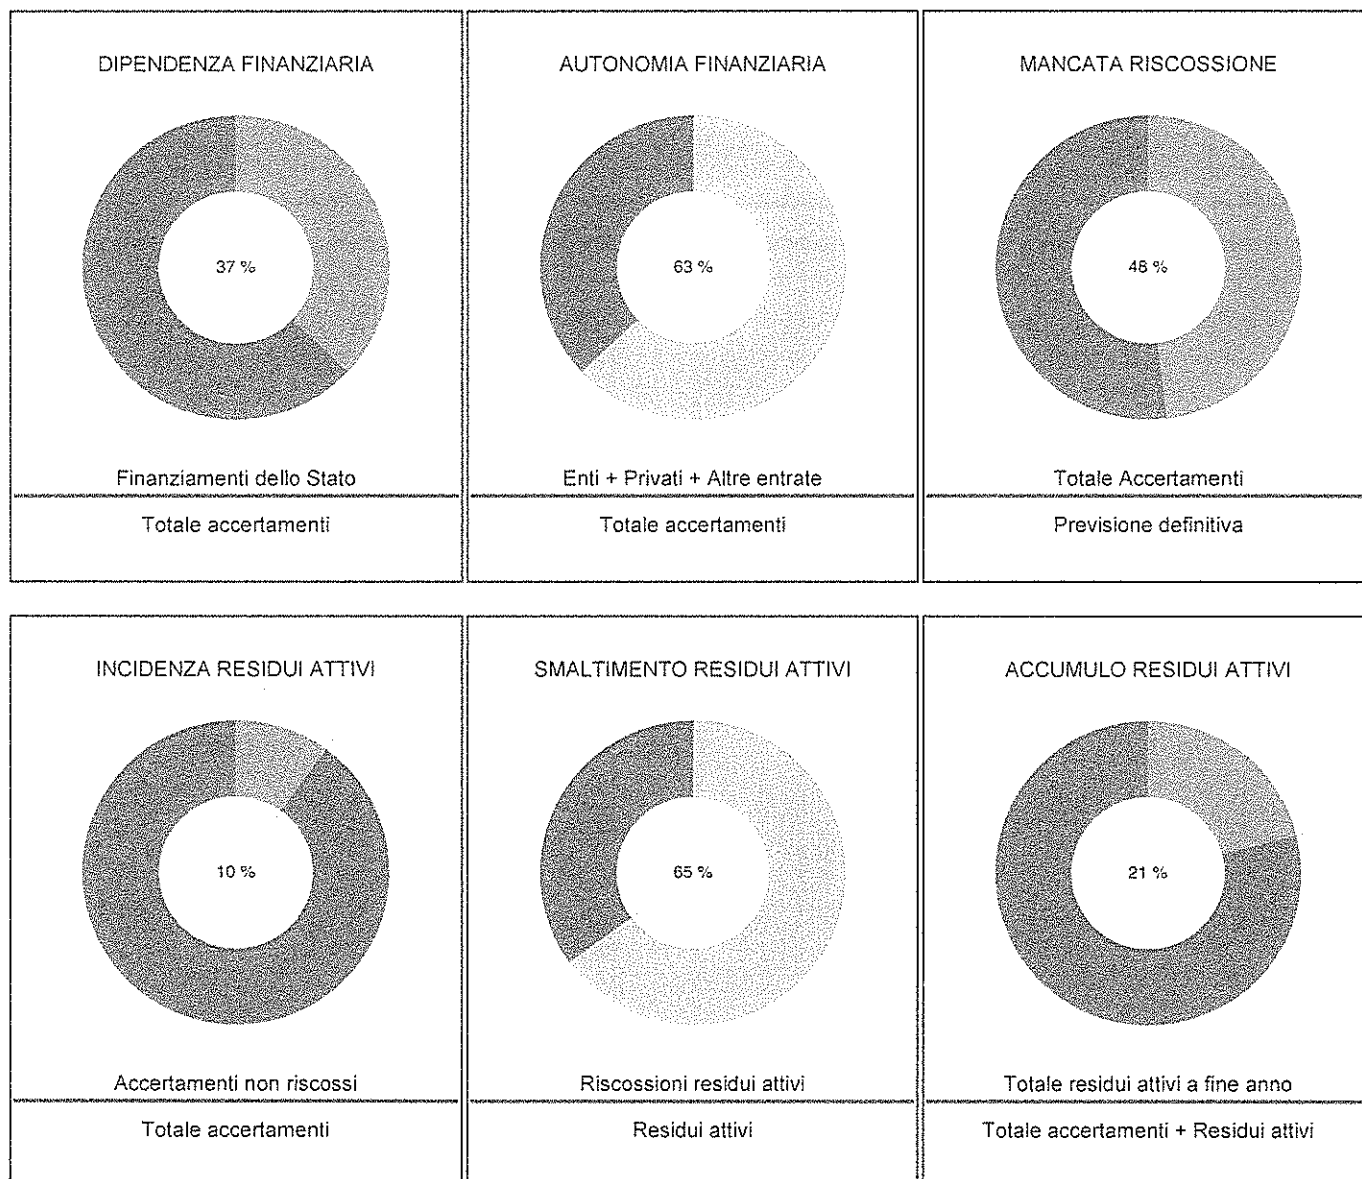 DIPENDENZA FINANZIARIA
37 %
Finanziamenti dello Stato
Totale accertamenti
AUTONOMIA FINANZIARIA
63 %
Enti + Privati + Altre entrate
Totale accertamenti
MANCATA RISCOSSIONE
48 %
Totale Accertamenti
Previsione definitiva
INCIDENZA RESIDUI ATTIVI
10 %
Accertamenti non riscossi
Totale accertamenti
SMALTIMENTO RESIDUI ATTIVI
65 %
Riscossioni residui attivi
Residui attivi
ACCUMULO RESIDUI ATTIVI
21 %
Totale residui attivi a fine anno
Totale accertamenti + Residui attivi